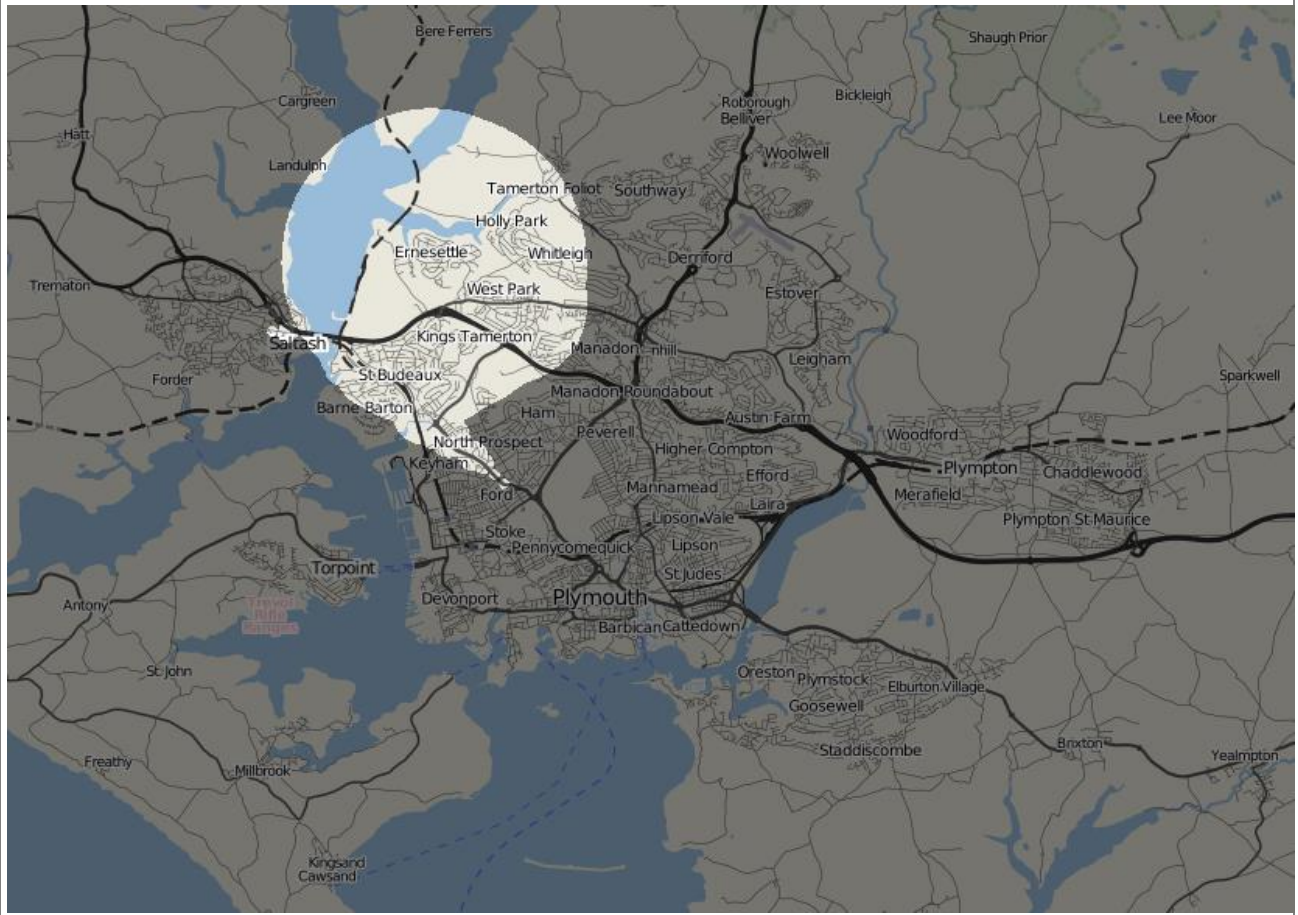 Bere Ferrers
Shaugh Prior
Cargreen
Roborough
Bickleigh
Belliver
Lee Moor
Hatt
Woolwell
Landulph
Tamerton Foliot
Southway
Holly Park
Ernesettle
Whitleigh
Derriford
Trematon
West Park
Estover
Kings Tamerton
Saltash
Manadon
nhill
Leigham
St Budeaux
Forder
Sparkwell
Manadon Roundabout
Barne Barton
Ham
Austin Farm
Peverell
Woodford
North Prospect
Higher Compton
Keyham
Plympton
Chaddlewood
Efford
Ford
Mannamead
Merafield
Laira
Lipson Vale
Plympton St Maurice
Stoke
Pennycomequick
Lipson
Torpoint
St Judes
Devonport
Plymouth
Antony
Trevol
Rifle
Ranges
Barbican
Cattedown
St. John
Oreston
Plymstock
Elburton Village
Goosewell
Staddiscombe
Brixton
Freathy
Millbrook
Yealmpton
Kingsand
Cawsand